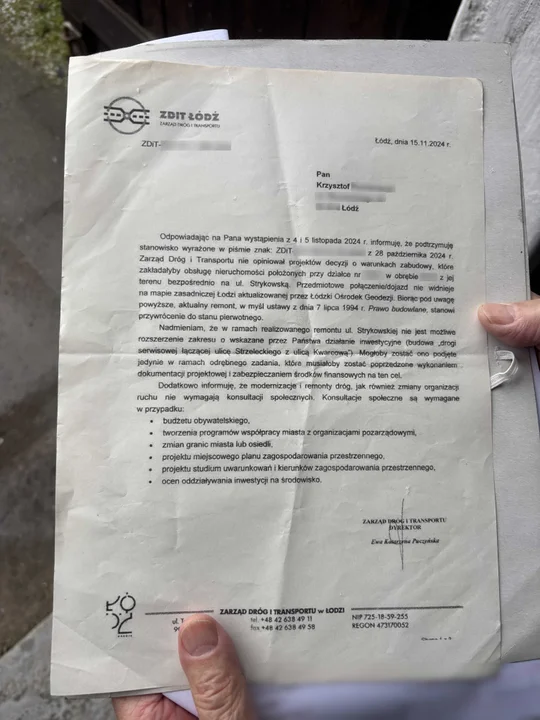 ZDIT ŁÓDŹ
ZARZĄD DRÓG I TRANSPORTU
ZDiT-
Łódź, dnia 15.11.2024 r.
Pan
Krzysztof
Łódź
Odpowiadając na Pana wystąpienia z 4 i 5 listopada 2024 r. informuję, że podtrzymuję
stanowisko wyrażone w piśmie znak: ZDiT z 28 października 2024 r.
Zarząd Dróg i Transportu nie opiniował projektów decyzji o warunkach zabudowy, które
zakładałyby obsługę nieruchomości położonych przy działce nr w obrębie z jej
terenu bezpośrednio na ul. Strykowską. Przedmiotowe połączenie/dojazd nie widnieje
na mapie zasadniczej Łodzi aktualizowanej przez Łódzki Ośrodek Geodezji. Biorąc pod uwagę
powyższe, aktualny remont, w myśl ustawy z dnia 7 lipca 1994 r. Prawo budowlane, stanowi
przywrócenie do stanu pierwotnego.
Nadmieniam, że w ramach realizowanego remontu ul. Strykowskiej nie jest możliwe
rozszerzenie zakresu o wskazane przez Państwa działanie inwestycyjne (budowa „drogi
serwisowej łączącej ulicę Strzeleckiego z ulicą Kwarcową"). Mogłoby zostać ono podjęte
jedynie w ramach odrębnego zadania, które musiałoby zostać poprzedzone wykonaniem
dokumentacji projektowej i zabezpieczaniem środków finansowych na ten cel.
Dodatkowo informuję, że modernizacje i remonty dróg, jak również zmiany organizacji
ruchu nie wymagają konsultacji społecznych. Konsultacje społeczne są wymagane
w przypadku:
• budżetu obywatelskiego,
• tworzenia programów współpracy miasta z organizacjami pozarządowymi,
• zmian granic miasta lub osiedli,
• projektu miejscowego planu zagospodarowania przestrzennego,
• projektu studium uwarunkowań i kierunków zagospodarowania przestrzennego,
• ocen oddziaływania inwestycji na środowisko.
ZARZĄD DRÓG I TRANSPORTU
DYREKTOR
Ewa Katarzyna
ZARZĄD DRÓG I TRANSPORTU w ŁODZI
ul.
tel. +48 42 638 49 11
fax +48 42 638 49 58
NIP 725-18-59-255
REGON 473170052